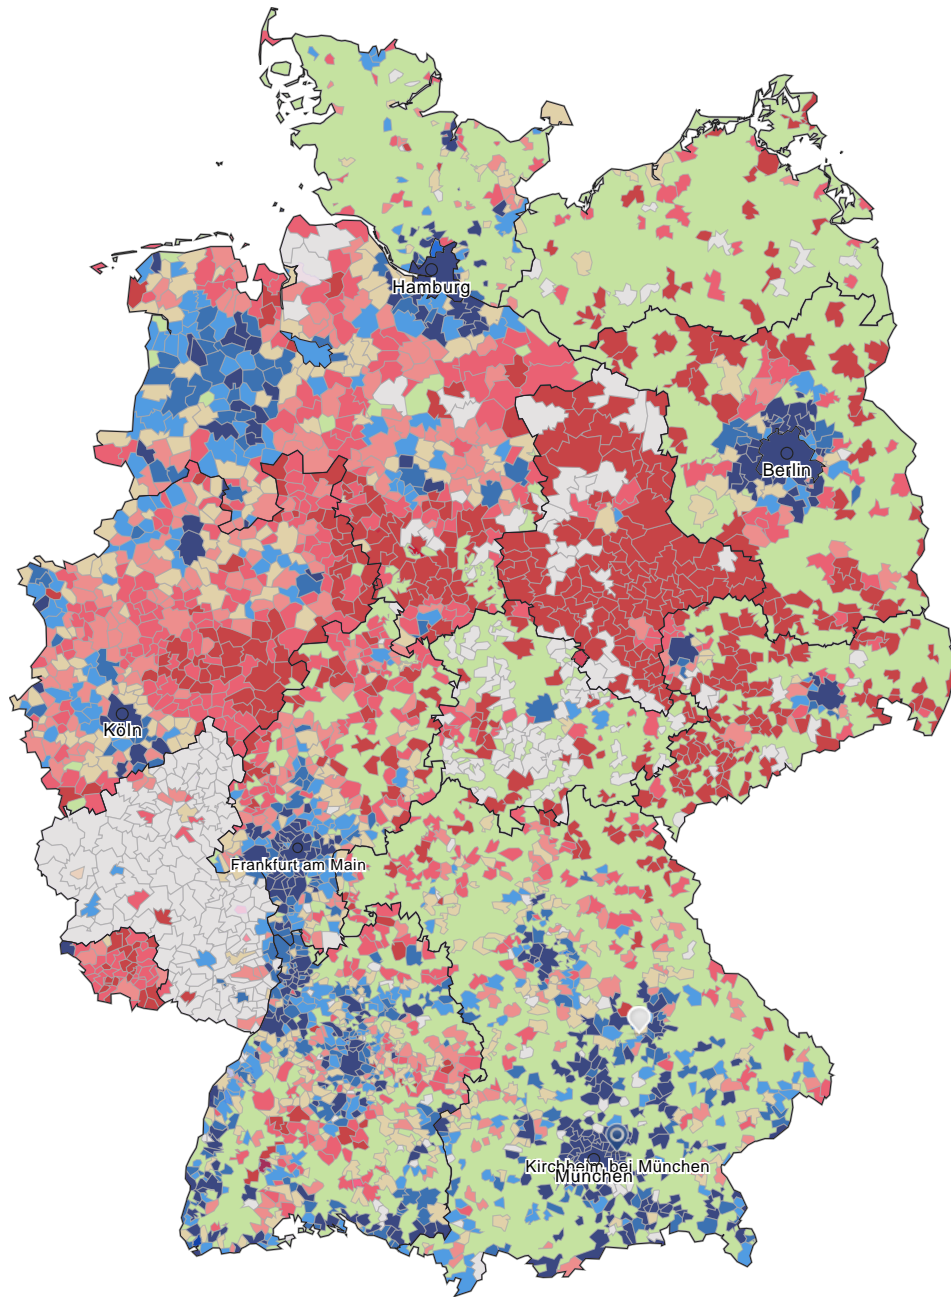 Hamburg
Berlin
Köln
Frankfurt am Main
Kirchheim bei München
München